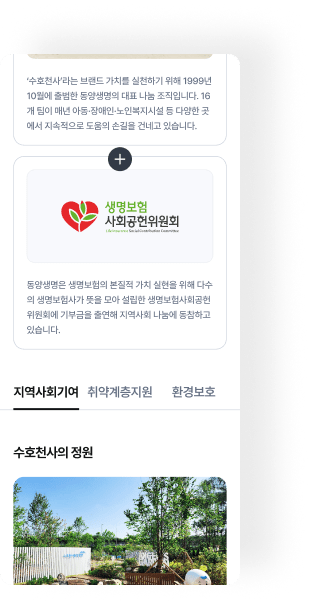 '수호천사'라는 브랜드 가치를 실천하기 위해 1999년
10월에 출범한 동양생명의 대표 나눔 조직입니다. 16
개 팀이 매년 아동·장애인·노인복지시설 등 다양한 곳
에서 지속적으로 도움의 손길을 건네고 있습니다.
생명보험
사회공헌위원회
Life Insurance Social Contribution Committee
동양생명은 생명보험의 본질적 가치 실현을 위해 다수
의 생명보험사가 뜻을 모아 설립한 생명보험사회공헌
위원회에 기부금을 출연해 지역사회 나눔에 동참하고
있습니다.
지역사회기여 취약계층지원 환경보호
수호천사의 정원